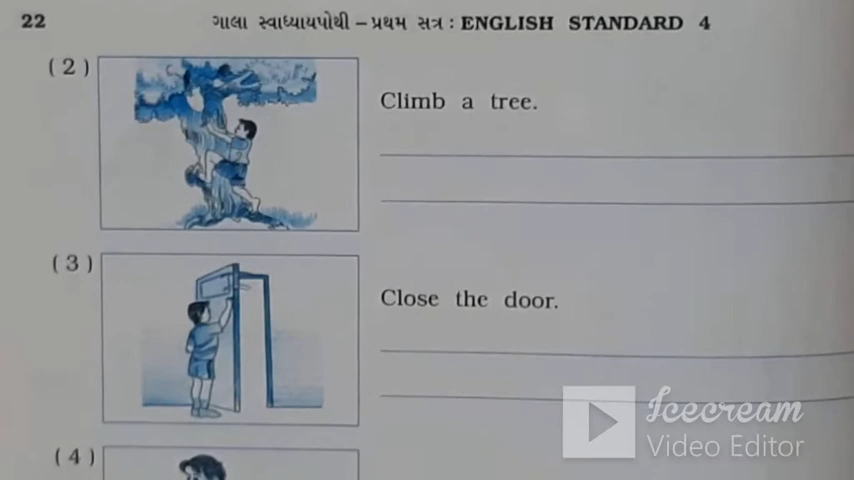 22
ગાલા સ્વાધ્યાયપોથી – પ્રથમ સત્ર : ENGLISH STANDARD 4
(2)
Climb a tree.
(3)
Close the door.
(4)
Icecream
Video Editor